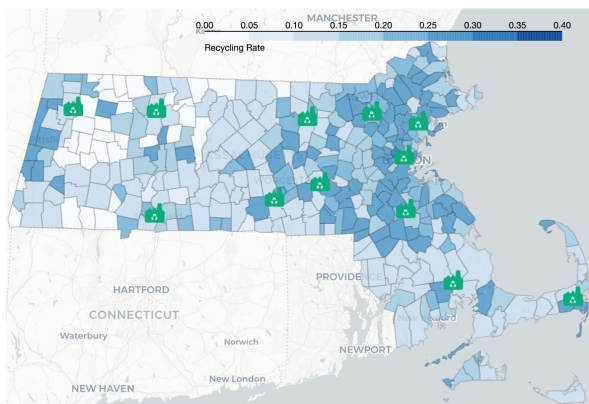 MANCHESTER
0.00 0.05 0.10 0.15 0.20 0.25 0.30 0.35 0.40
Recycling Rate
PROVIDENCE
HARTFORD
CONNECTICUT
Waterbury
Norwich
NEWPORT
New London
NEW HAVEN